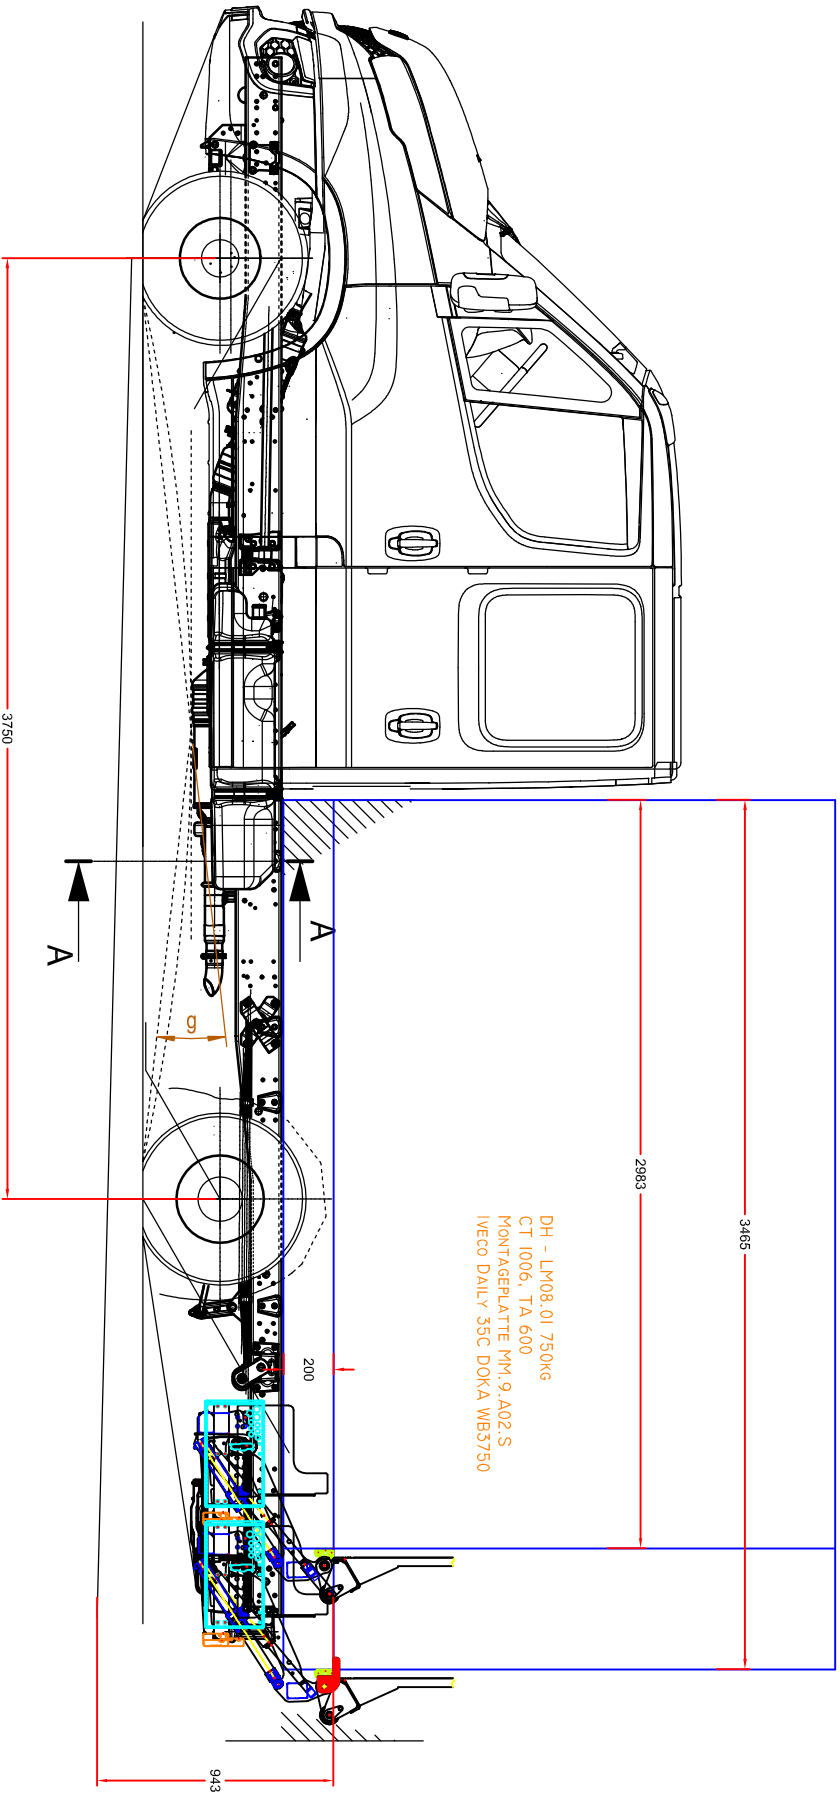 3465
2983
DH - LM08.01 750KG
CT 1006, TA 600
MONTAGEPLATTE MM.9.A02.S
IVECO DAILY 35C DOKA WB3750
200
A
A
g
943
3750